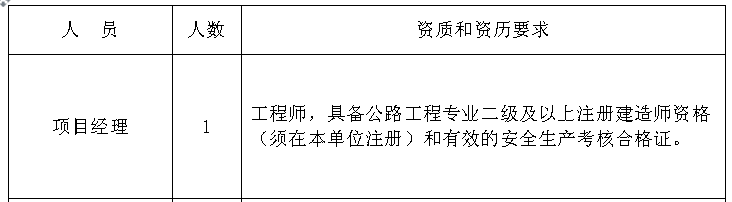 人　员 人数 资质和资历要求
项目经理 1 工程师，具备公路工程专业二级及以上注册建造师资格
（须在本单位注册）和有效的安全生产考核合格证。